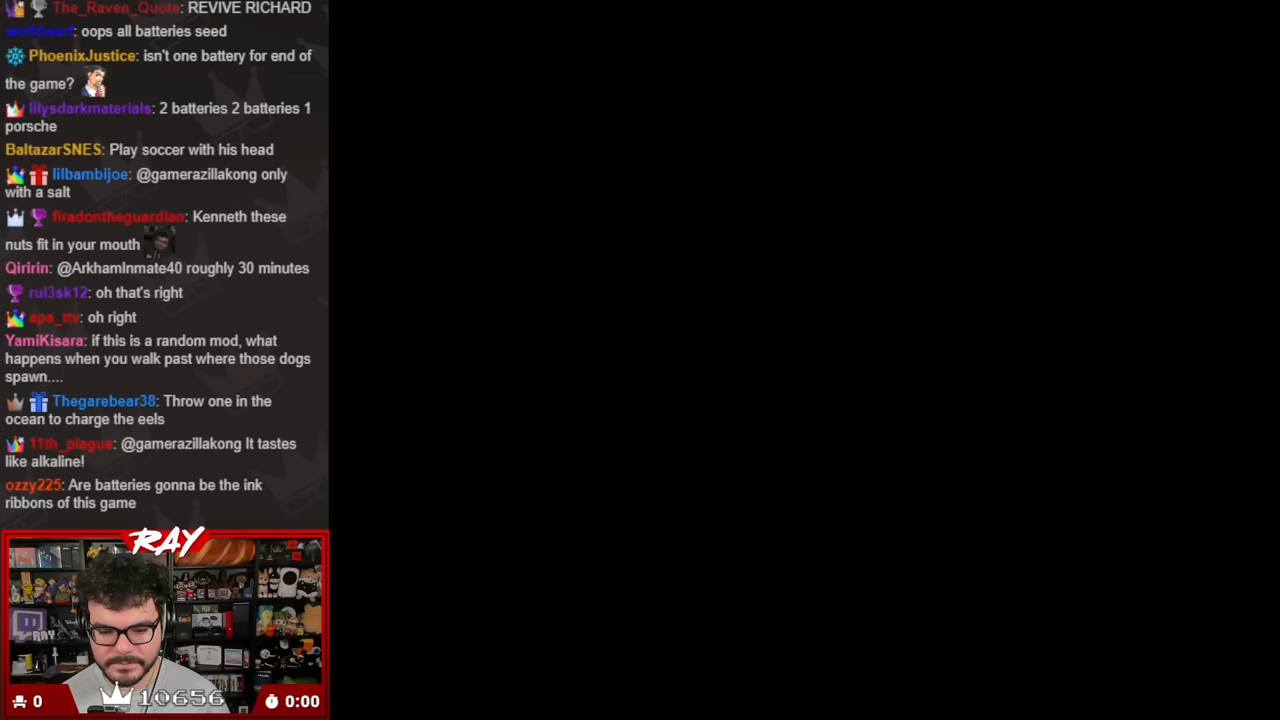 The_Raven_Quote: REVIVE RICHARD
wolfdwarf: oops all batteries seed
PhoenixJustice: isn't one battery for end of
the game?
lilysdarkmaterials: 2 batteries 2 batteries 1
porsche
BaltazarSNES: Play soccer with his head
lilbambijoe: @gamerazillakong only
with a salt
firadontheguardian: Kenneth these
nuts fit in your mouth
Qiririn: @ArkhamInmate40 roughly 30 minutes
rul3sk12: oh that's right
apa_ttv: oh right
YamiKisara: if this is a random mod, what
happens when you walk past where those dogs
spawn....
Thegarebear38: Throw one in the
ocean to charge the eels
11th_plague: @gamerazillakong It tastes
like alkaline!
ozzy225: Are batteries gonna be the ink
ribbons of this game
RAY
RAY
0
10656
0:00